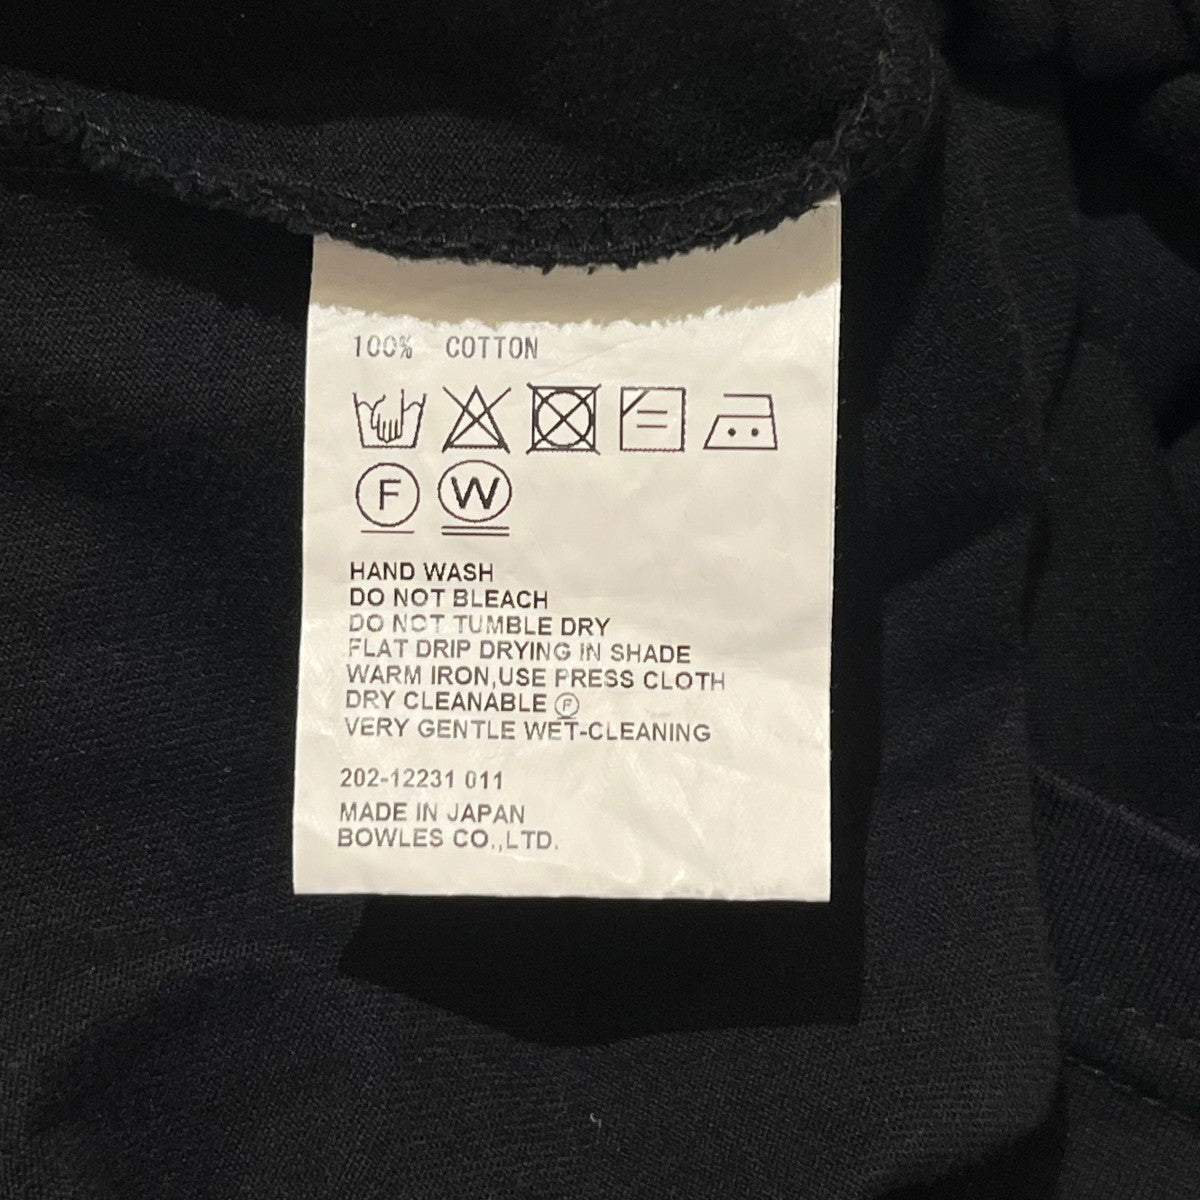 100% COTTON
F W
HAND WASH
DO NOT BLEACH
DO NOT TUMBLE DRY
FLAT DRIP DRYING IN SHADE
WARM IRON,USE PRESS CLOTH
DRY CLEANABLE Ⓕ
VERY GENTLE WET-CLEANING
202-12231 011
MADE IN JAPAN
BOWLES CO.,LTD.